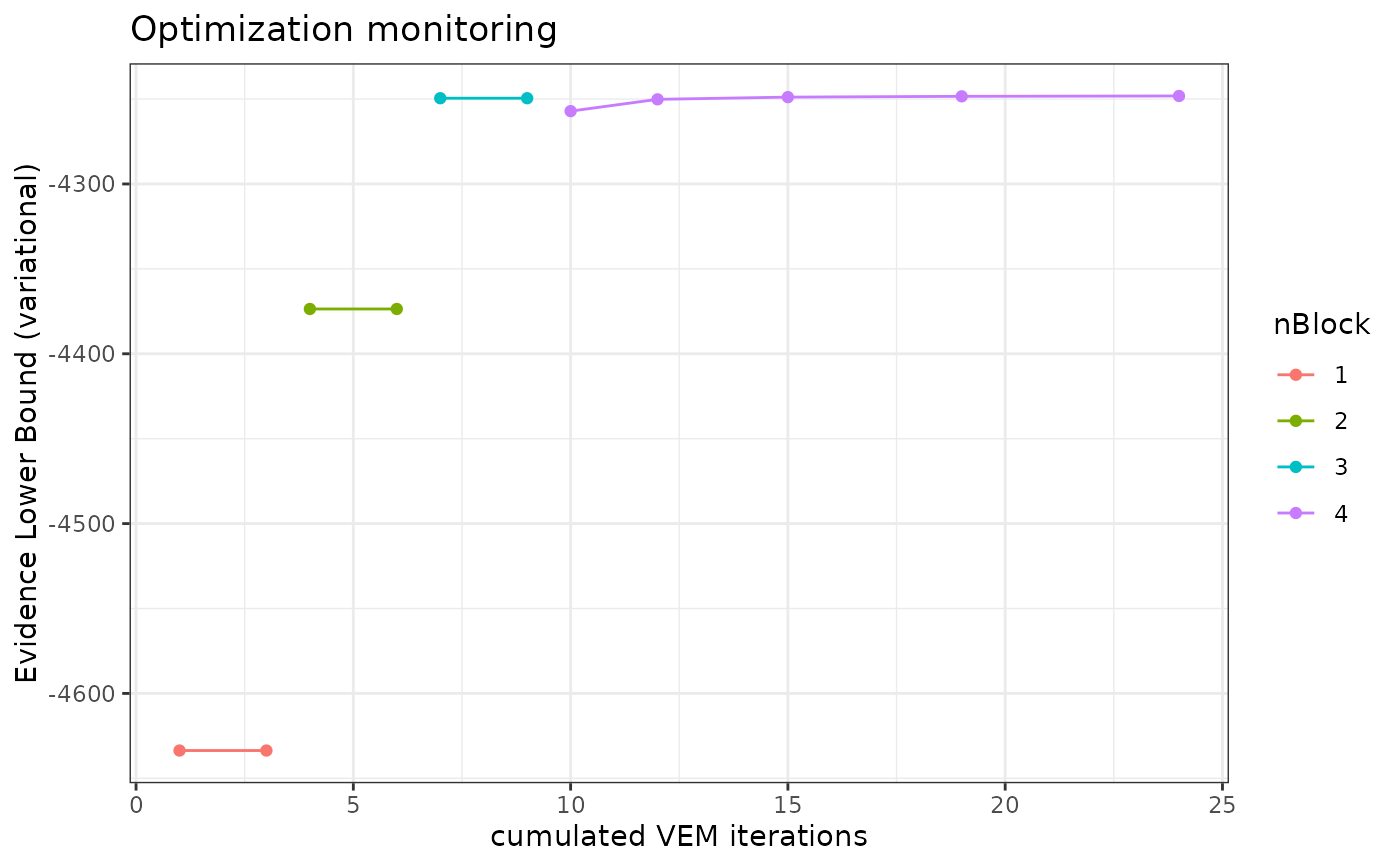 Optimization monitoring
Evidence Lower Bound (variational)
-4300
-4400
-4500
-4600
0 5 10 15 20 25
cumulated VEM iterations
nBlock
1
2
3
4